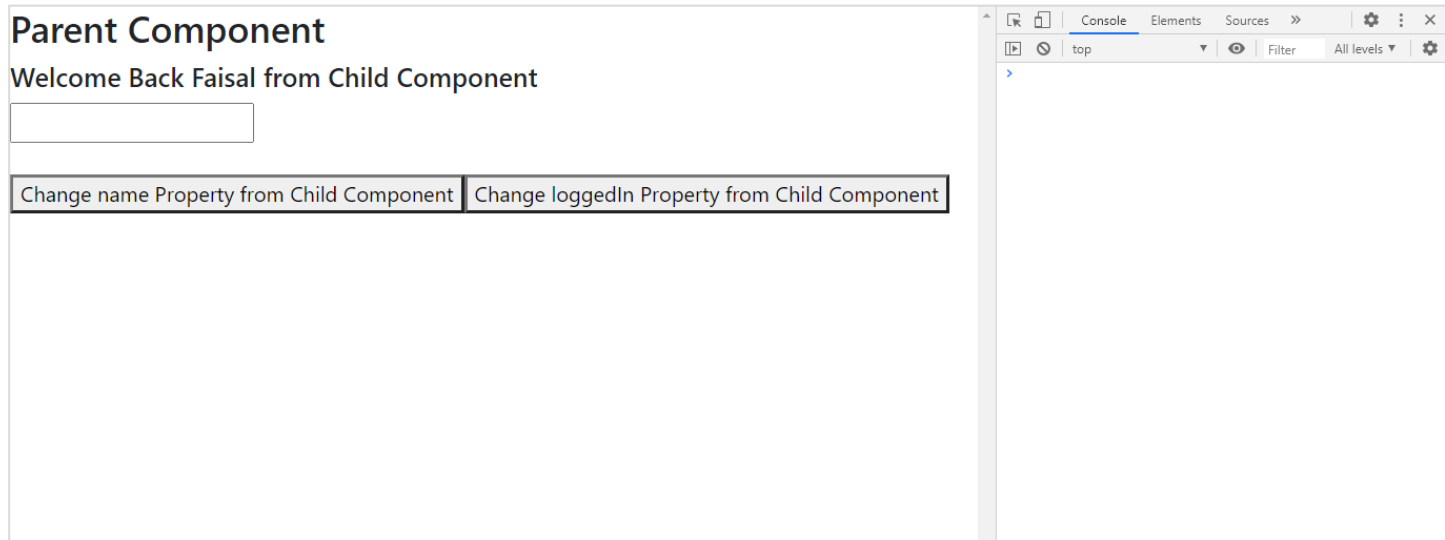 Parent Component
Welcome Back Faisal from Child Component
Change name Property from Child Component Change loggedIn Property from Child Component
Console Elements Sources »
top Filter All levels